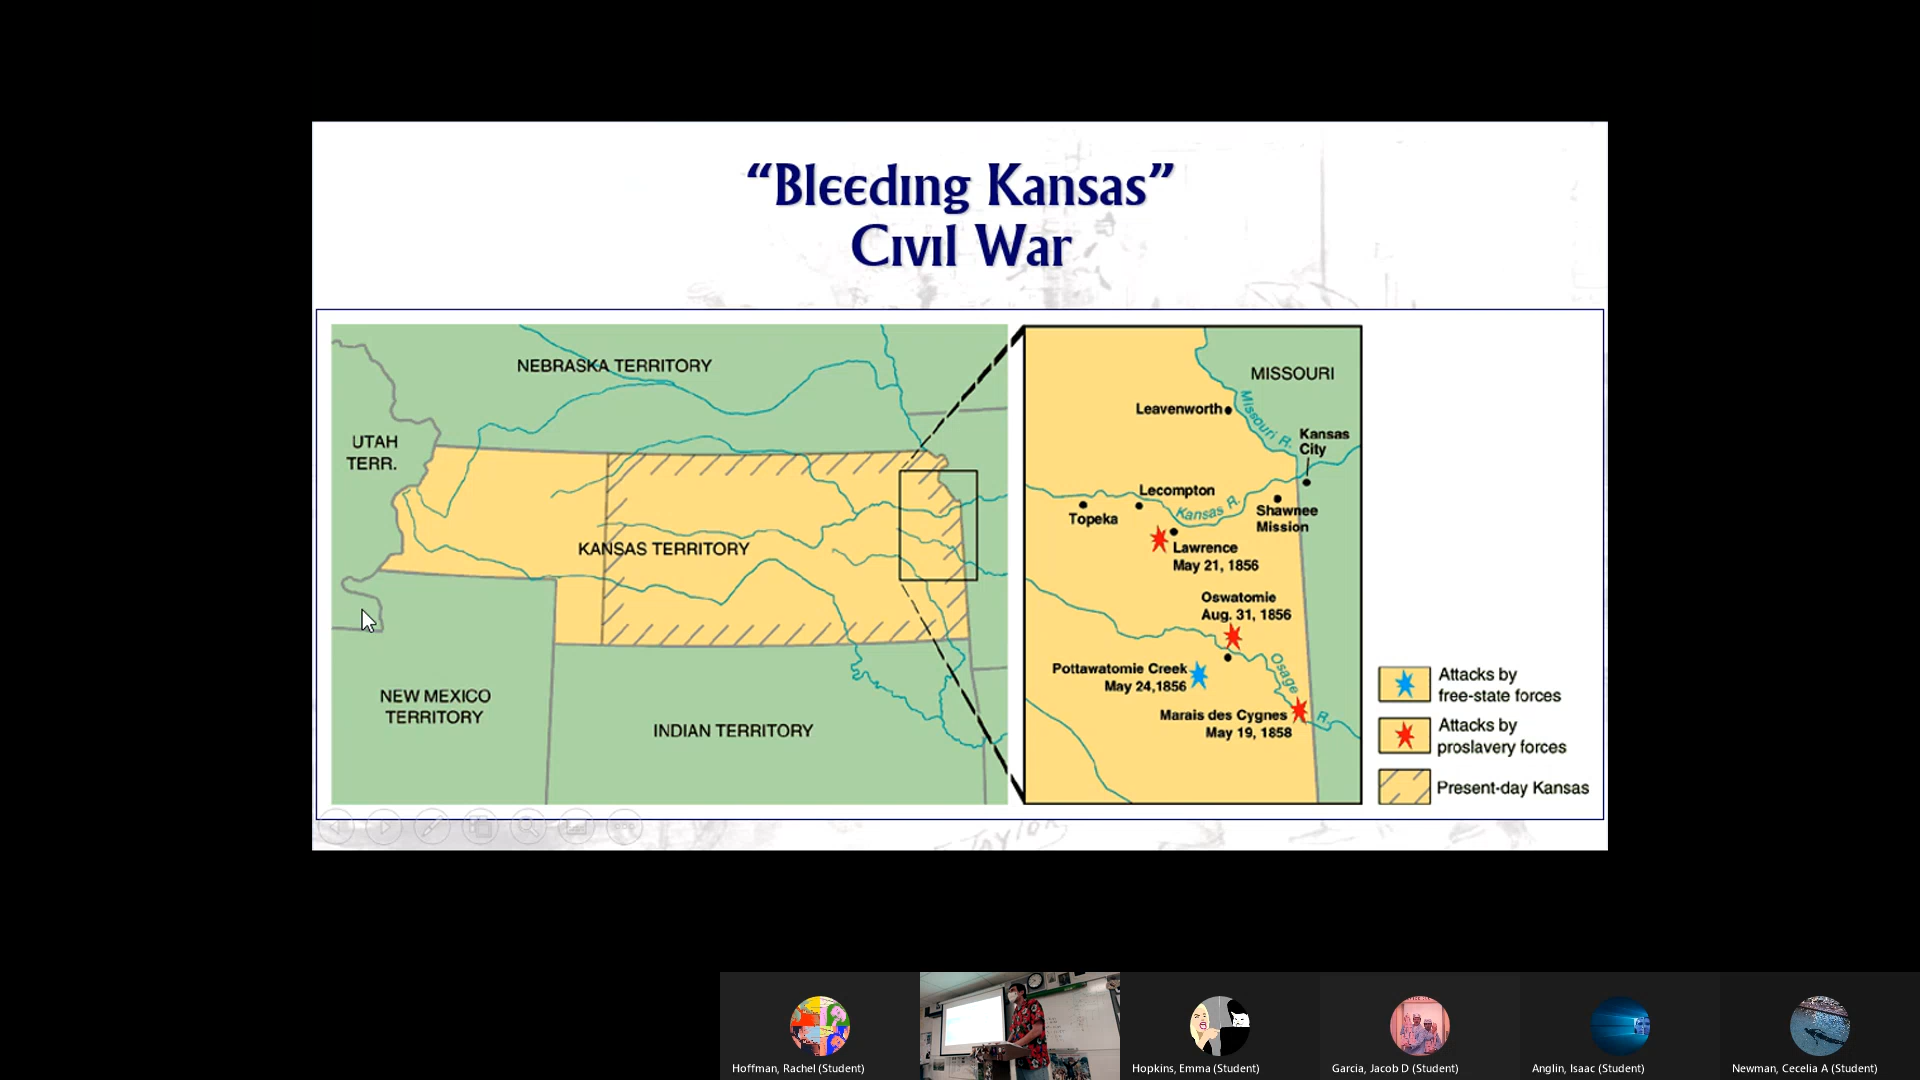 “Bleeding Kansas”
Civil War
NEBRASKA TERRITORY
UTAH
TERR.
KANSAS TERRITORY
NEW MEXICO
TERRITORY
INDIAN TERRITORY
MISSOURI
Missouri R.
Leavenworth
Kansas
City
Lecompton
Kansas R.
Topeka
Shawnee
Mission
Lawrence
May 21, 1856
Oswatomie
Aug. 31, 1856
Osage
R.
Pottawatomie Creek
May 24,1856
Marais des Cygnes
May 19, 1858
Attacks by
free-state forces
Attacks by
proslavery forces
Present-day Kansas
Taylor
Hoffman, Rachel (Student)
Hopkins, Emma (Student)
Garcia, Jacob D (Student)
Anglin, Isaac (Student)
Newman, Cecelia A (Student)